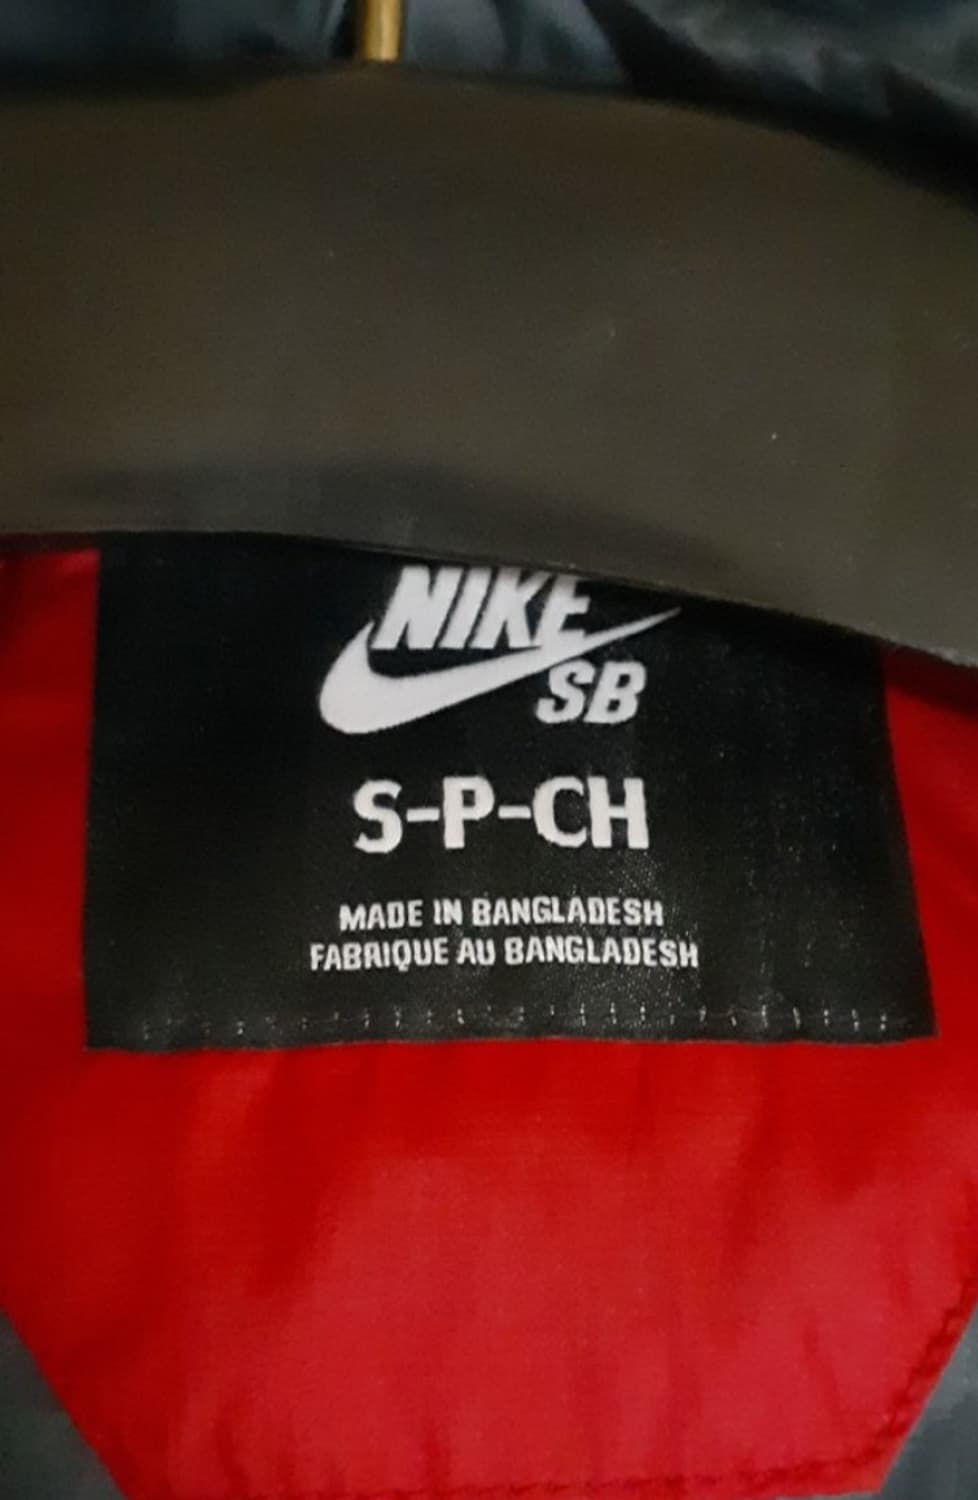 NIKE
SB
S-P-CH
MADE IN BANGLADESH
FABRIQUE AU BANGLADESH